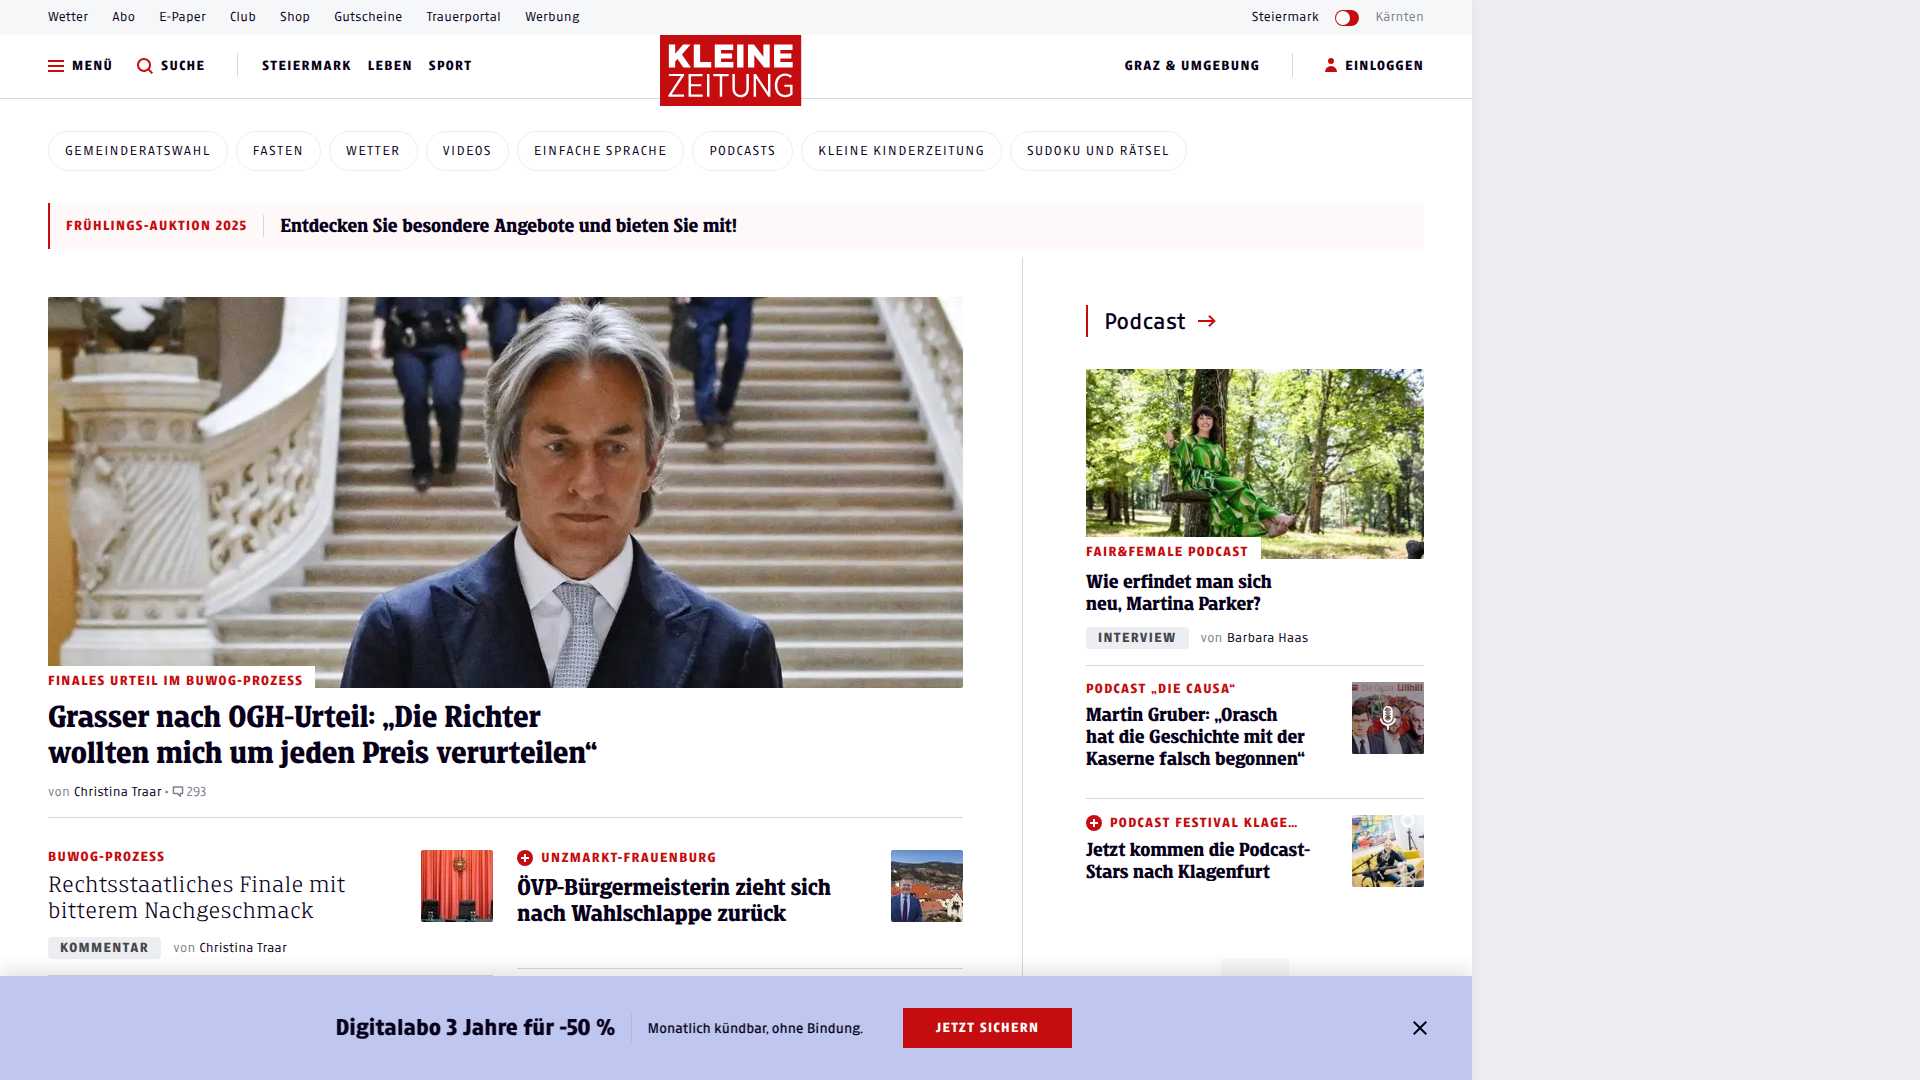 Wetter Abo E-Paper Club Shop Gutscheine Trauerportal Werbung Steiermark Kärnten
MENÜ SUCHE STEIERMARK LEBEN SPORT KLEINE ZEITUNG GRAZ & UMGEBUNG EINLOGGEN
GEMEINDERATSWAHL FASTEN WETTER VIDEOS EINFACHE SPRACHE PODCASTS KLEINE KINDERZEITUNG SUDOKU UND RÄTSEL
FRÜHLINGS-AUKTION 2025 Entdecken Sie besondere Angebote und bieten Sie mit!
FINALES URTEIL IM BUWOG-PROZESS
Grasser nach OGH-Urteil: „Die Richter
wollten mich um jeden Preis verurteilen“
von Christina Traar • 293
BUWOG-PROZESS
Rechtsstaatliches Finale mit
bitterem Nachgeschmack
KOMMENTAR von Christina Traar
UNZMARKT-FRAUENBURG
ÖVP-Bürgermeisterin zieht sich
nach Wahlschlappe zurück
Podcast
FAIR&FEMALE PODCAST
Wie erfindet man sich
neu, Martina Parker?
INTERVIEW von Barbara Haas
PODCAST „DIE CAUSA“
Martin Gruber: „Orasch
hat die Geschichte mit der
Kaserne falsch begonnen“
PODCAST FESTIVAL KLAGE...
Jetzt kommen die Podcast-
Stars nach Klagenfurt
Digitalabo 3 Jahre für -50 % Monatlich kündbar, ohne Bindung. JETZT SICHERN